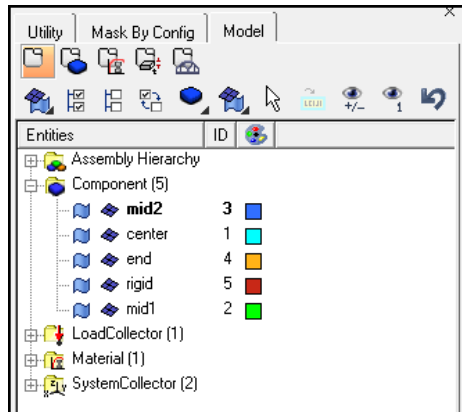 Utility Mask By Config Model
+/- 1
Entities ID
Assembly Hierarchy
Component (5)
mid2 3
center 1
end 4
rigid 5
mid1 2
LoadCollector (1)
Material (1)
SystemCollector (2)